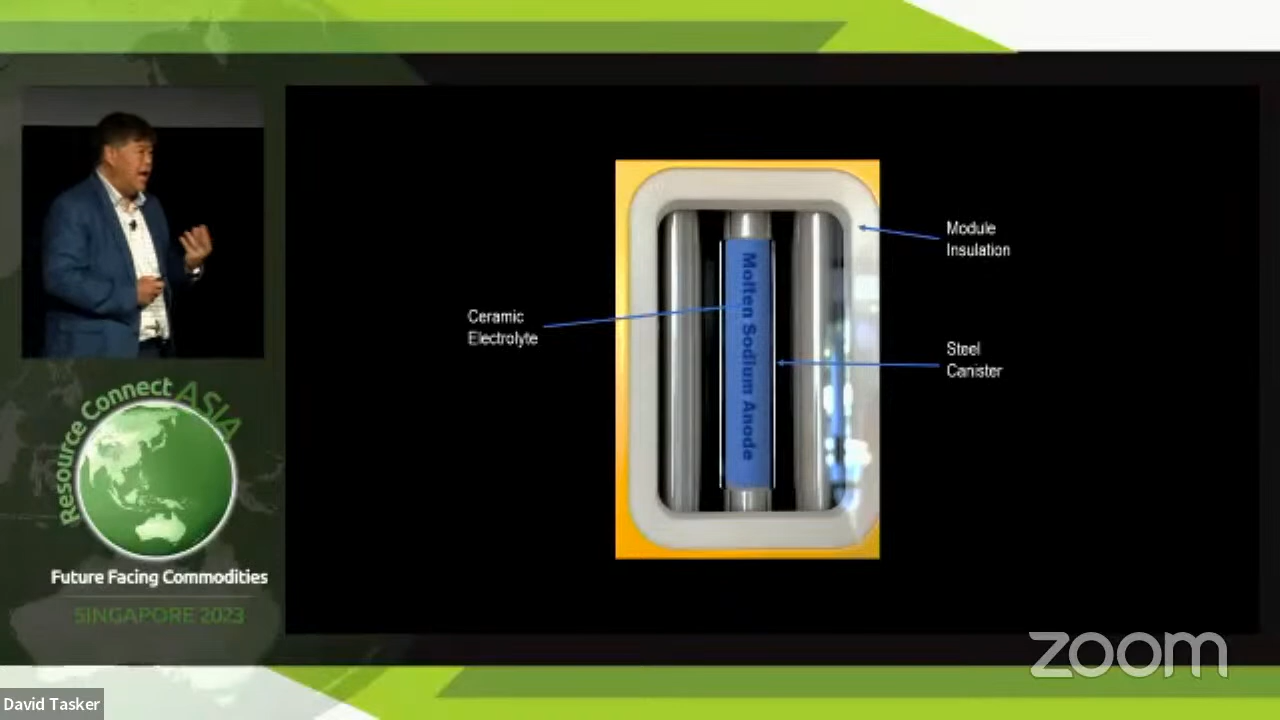 Module
Insulation
Ceramic
Electrolyte
Molten Sodium Anode
Steel
Canister
Resource Connect ASIA
Future Facing Commodities
SINGAPORE 2023
zoom
David Tasker